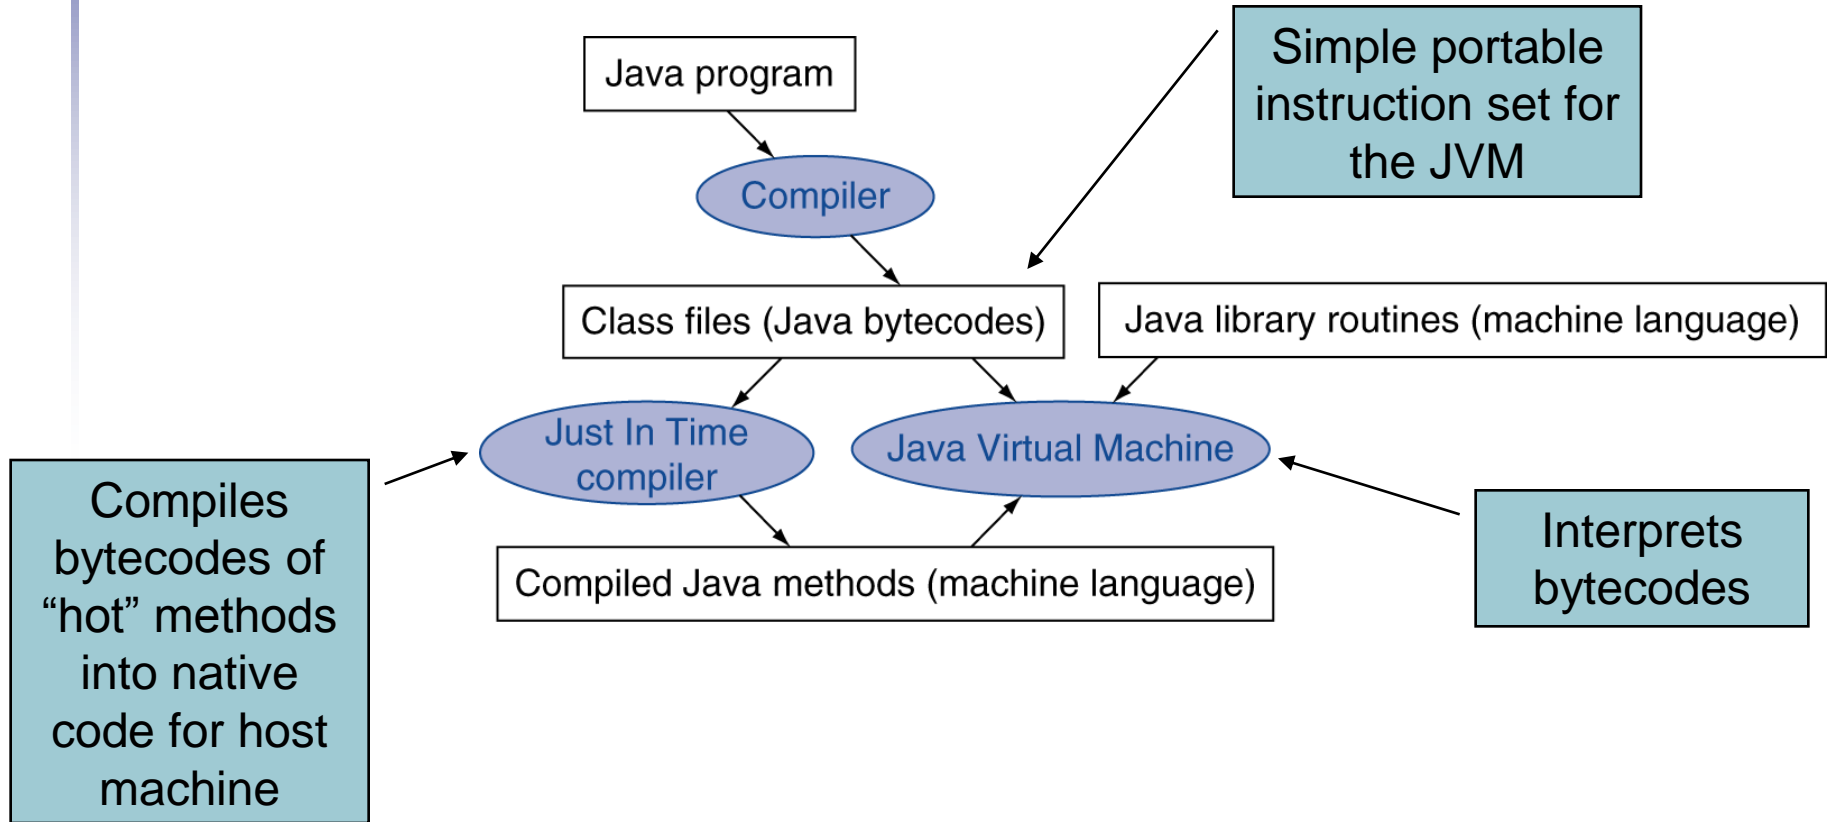 Java program
Simple portable
instruction set for
the JVM
Compiler
Class files (Java bytecodes)
Java library routines (machine language)
Just In Time
compiler
Java Virtual Machine
Compiles
bytecodes of
“hot” methods
into native
code for host
machine
Interprets
bytecodes
Compiled Java methods (machine language)